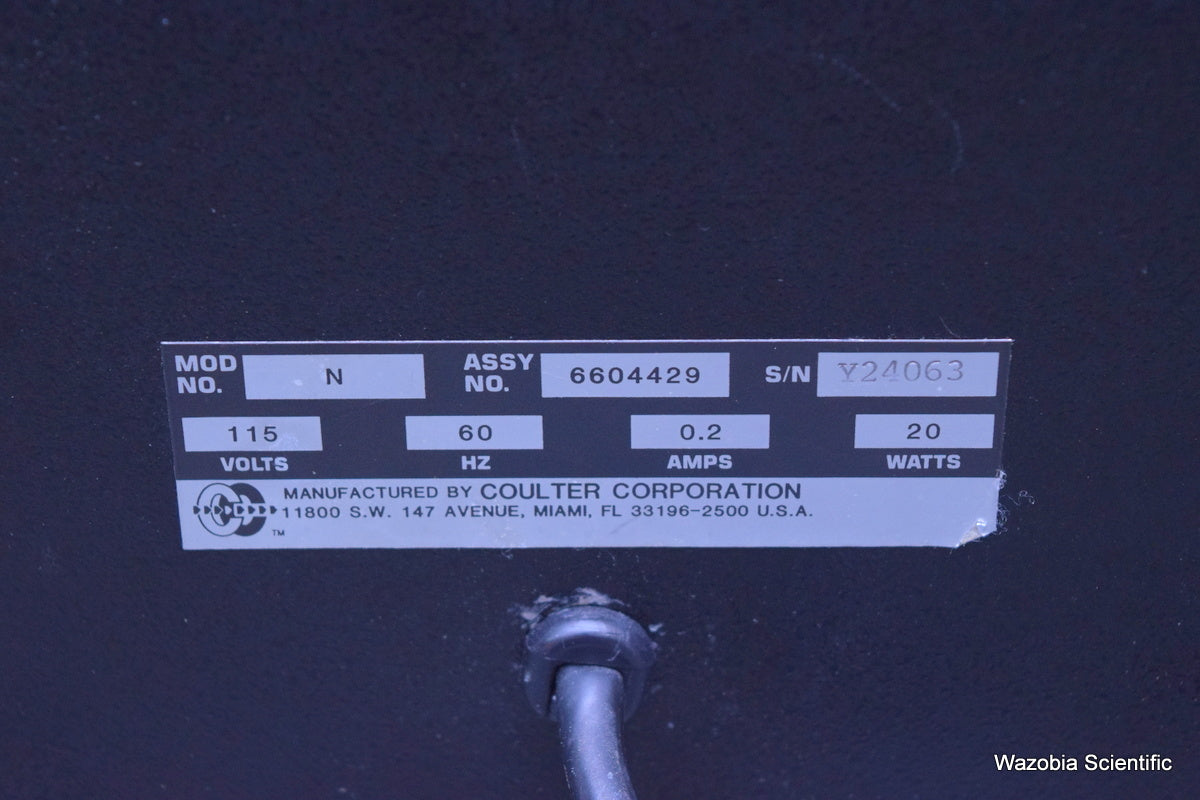 MOD NO. N ASSY NO. 6604429 S/N Y24063
115 60 0.2 20
VOLTS HZ AMPS WATTS
MANUFACTURED BY COULTER CORPORATION
11800 S.W. 147 AVENUE, MIAMI, FL 33196-2500 U.S.A.
TM
Wazobia Scientific